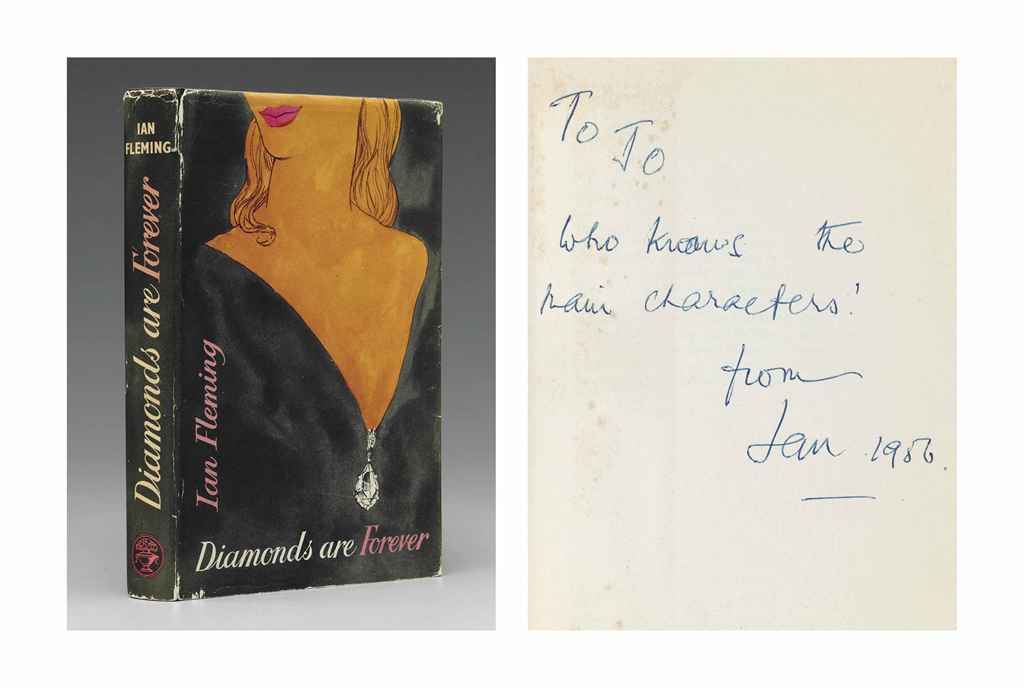 IAN
FLEMING
Diamonds are Forever
Ian Fleming
Diamonds are Forever
To Jo
Who knows the
main characters!
from
Ian 1956.